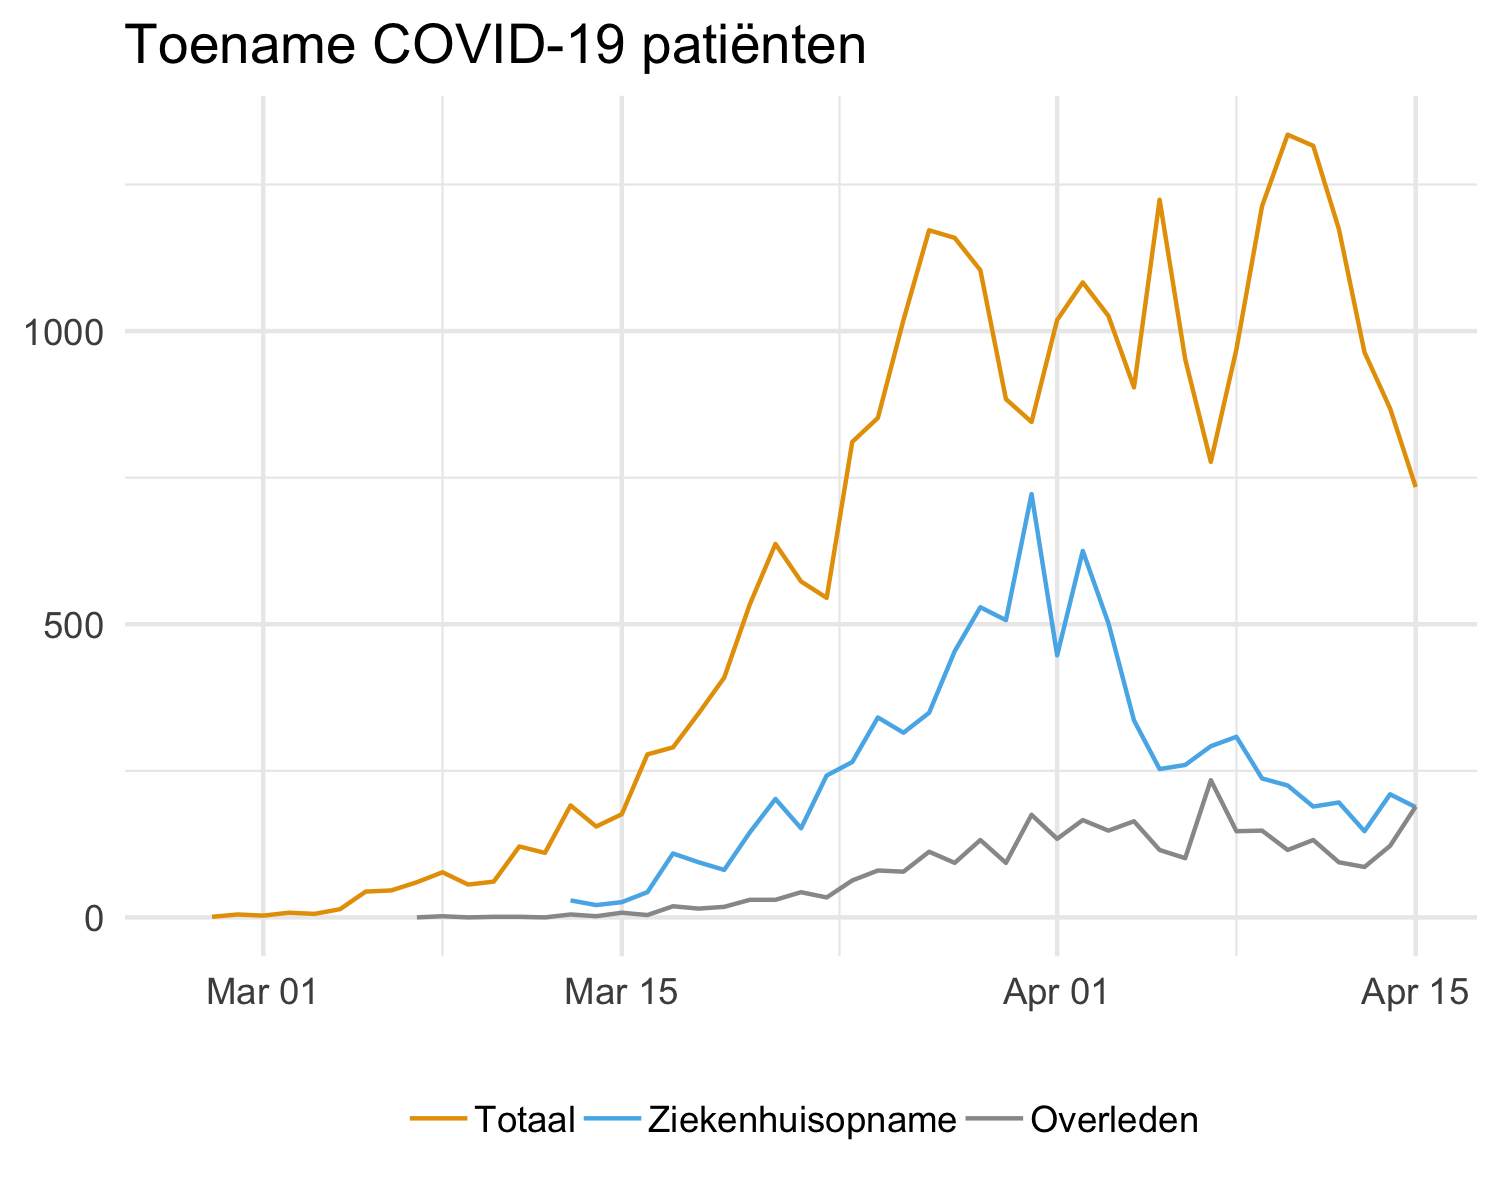 Toename COVID-19 patiënten
1000
500
0
Mar 01 Mar 15 Apr 01 Apr 15
Totaal Ziekenhuisopname Overleden